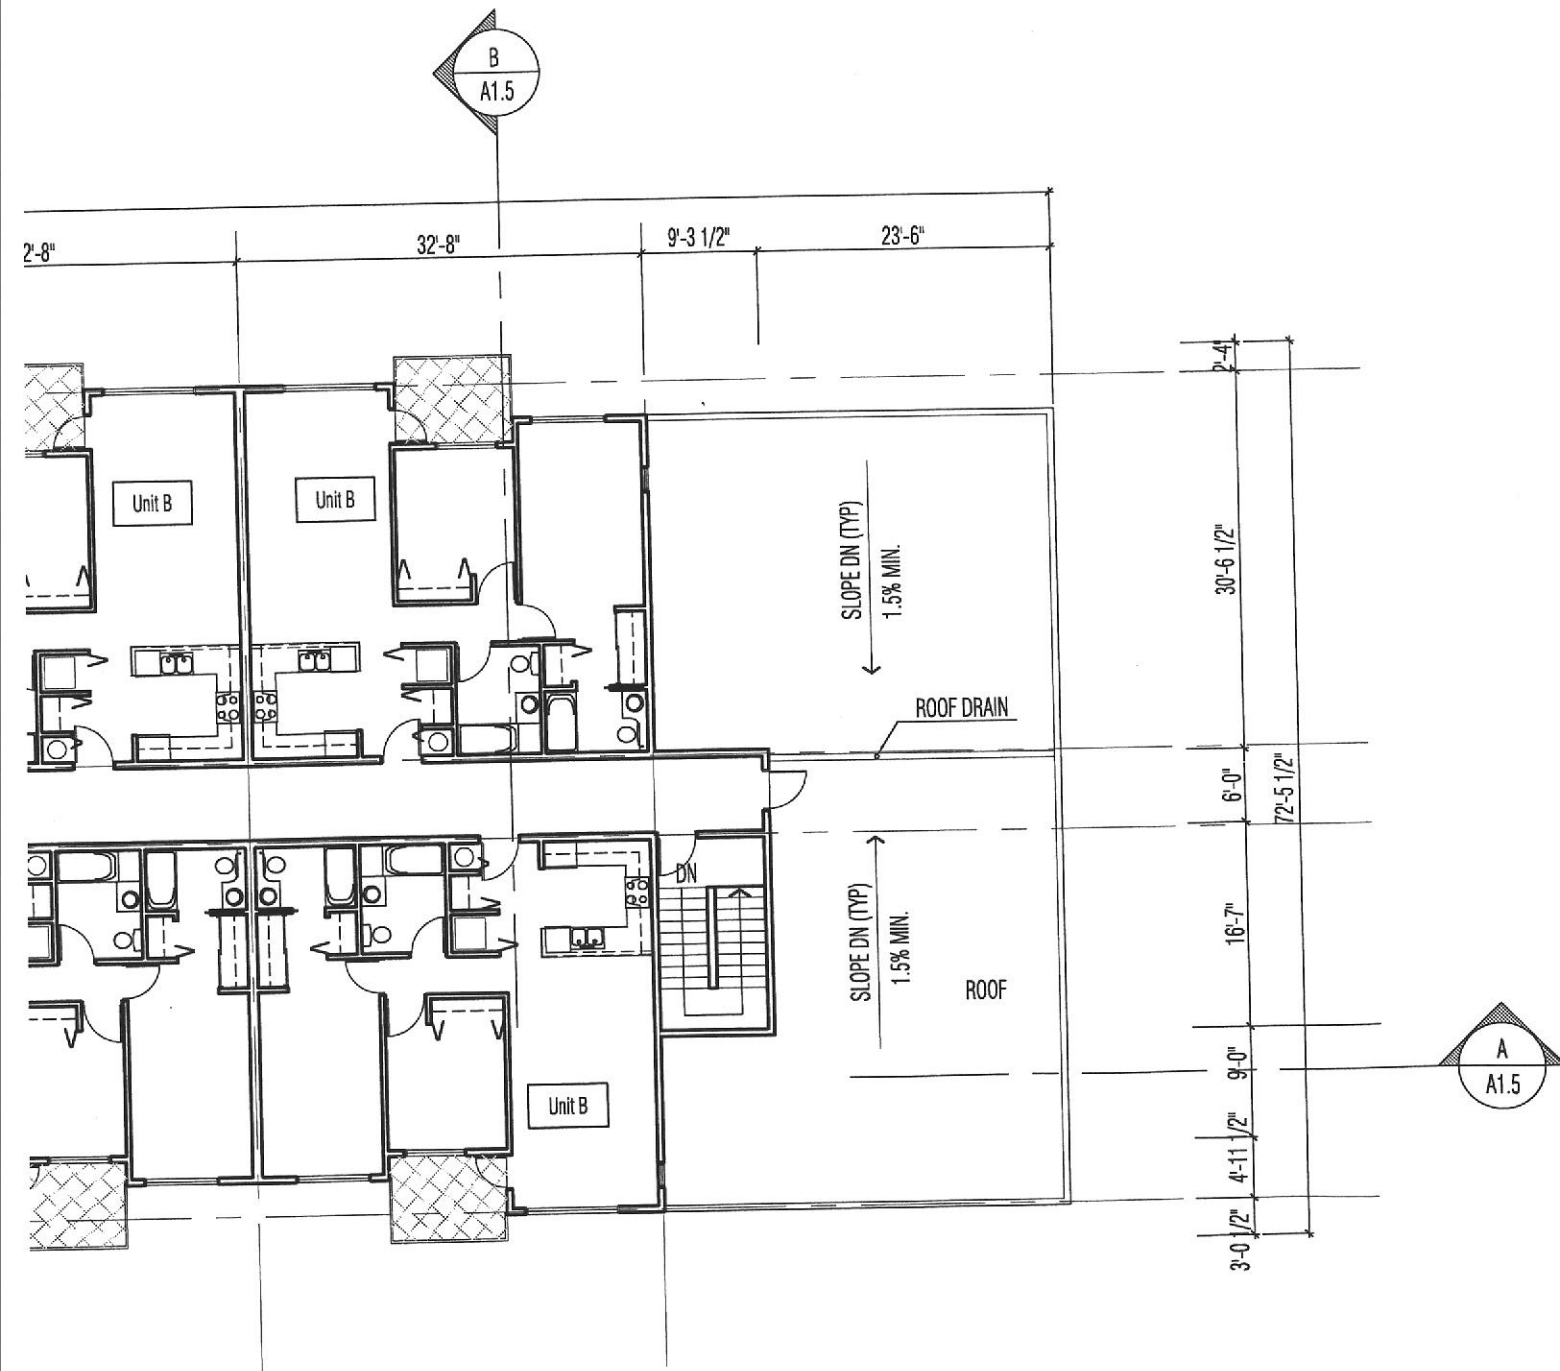 B
A1.5
2'-8"
32'-8"
9'-3 1/2"
23'-6"
2'-4"
Unit B
Unit B
SLOPE DN (TYP)
1.5% MIN.
30'-6 1/2"
ROOF DRAIN
6'-0"
72'-5 1/2"
DN
SLOPE DN (TYP)
1.5% MIN.
ROOF
16'-7"
9'-0"
A
A1.5
Unit B
4'-11 1/2"
3'-0 1/2"